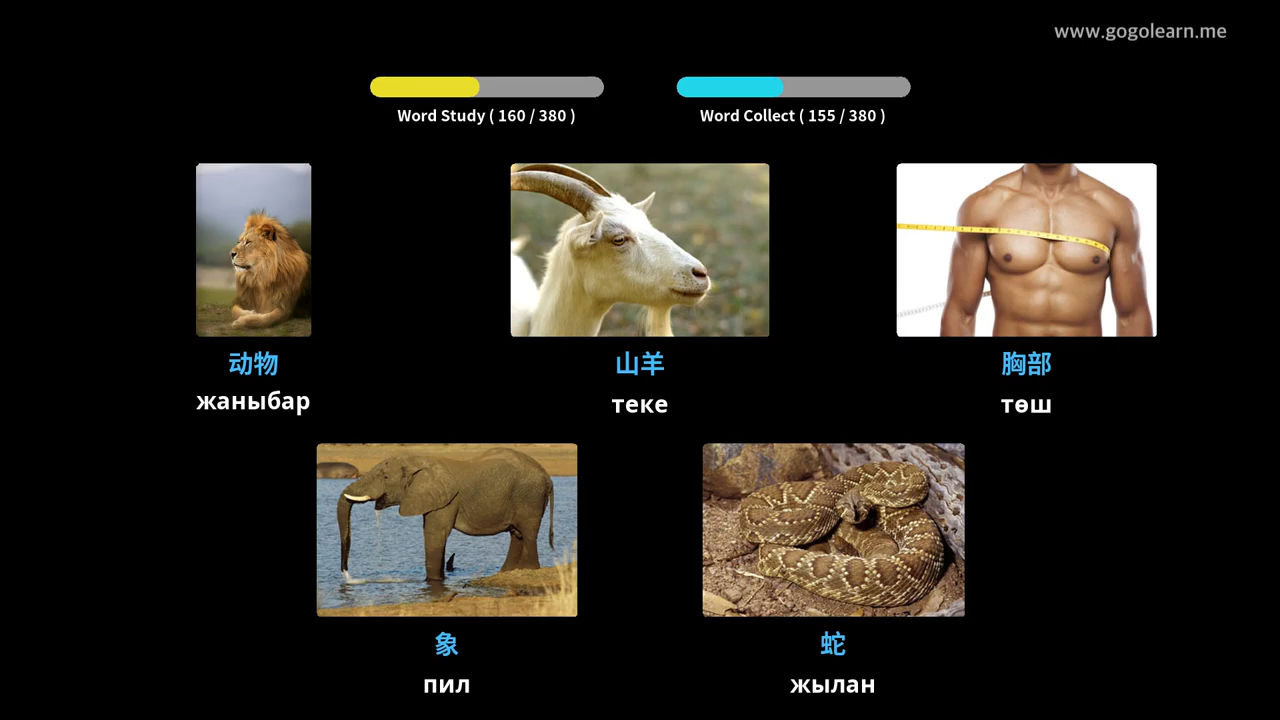 www.gogolearn.me
Word Study ( 160 / 380 )
Word Collect ( 155 / 380 )
动物
жаныбар
山羊
теке
胸部
төш
象
пил
蛇
жылан